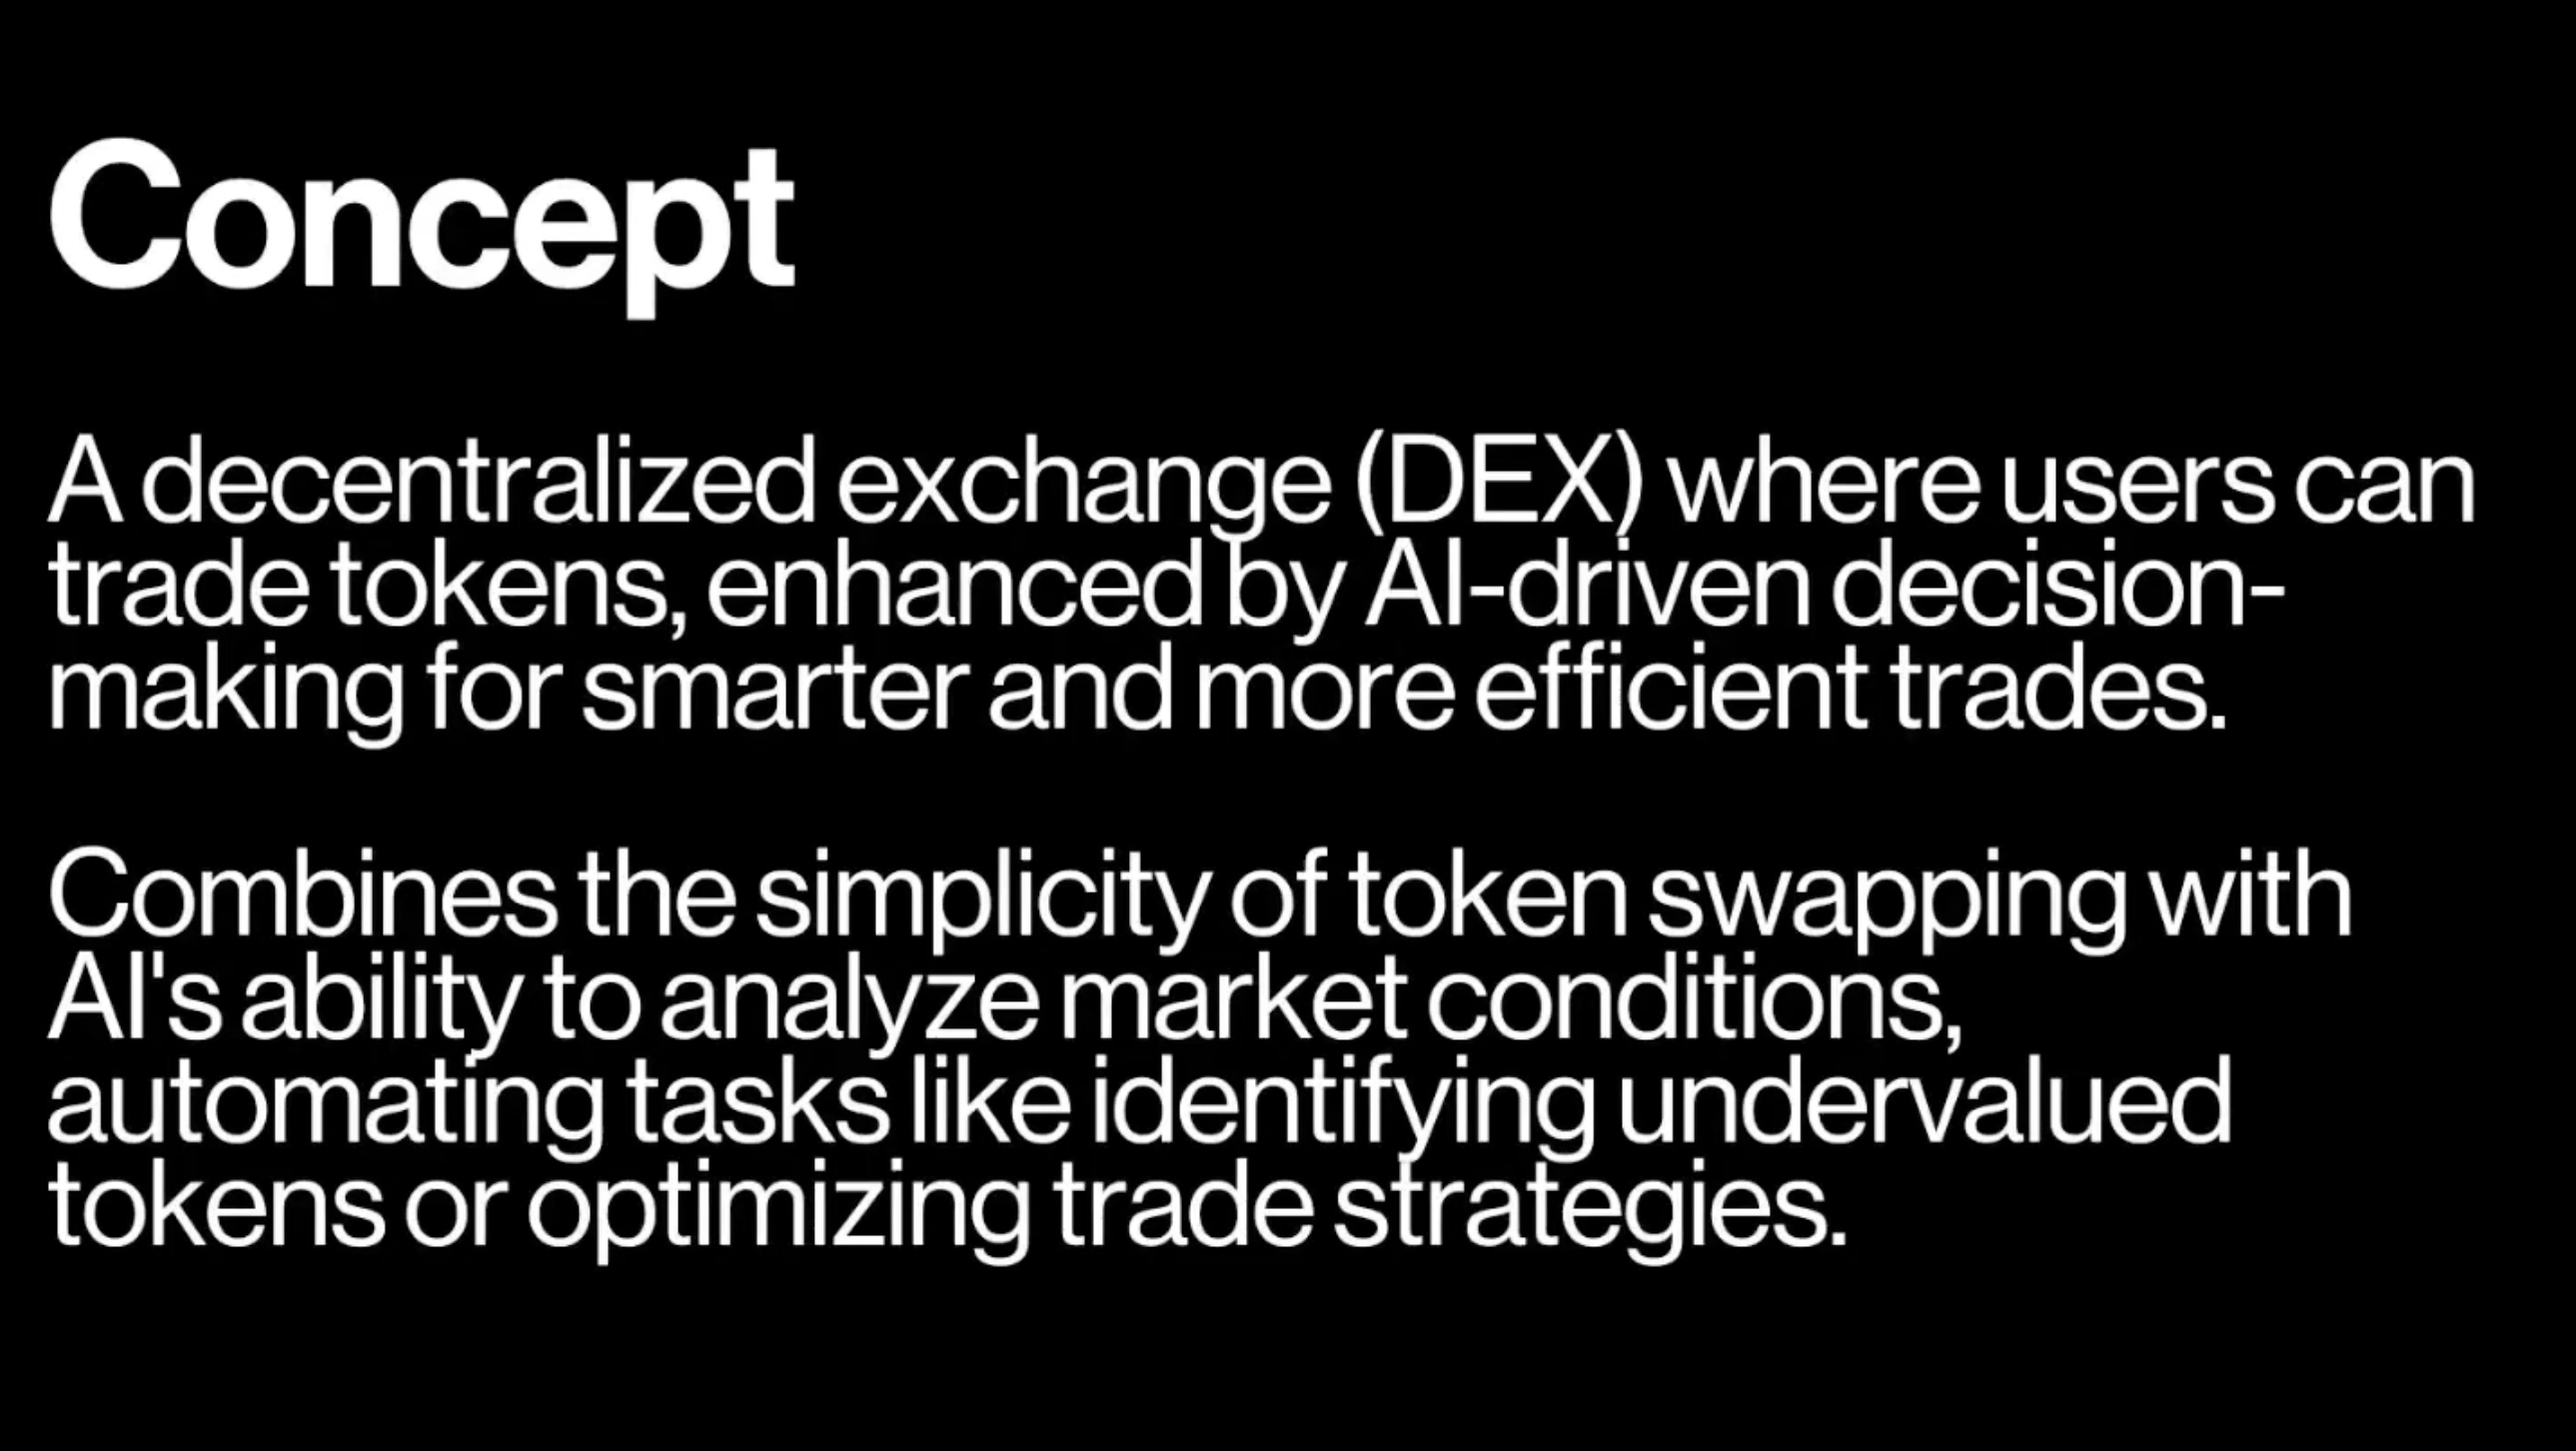 Concept
A decentralized exchange (DEX) where users can
trade tokens, enhanced by AI-driven decision-
making for smarter and more efficient trades.
Combines the simplicity of token swapping with
AI's ability to analyze market conditions,
automating tasks like identifying undervalued
tokens or optimizing trade strategies.